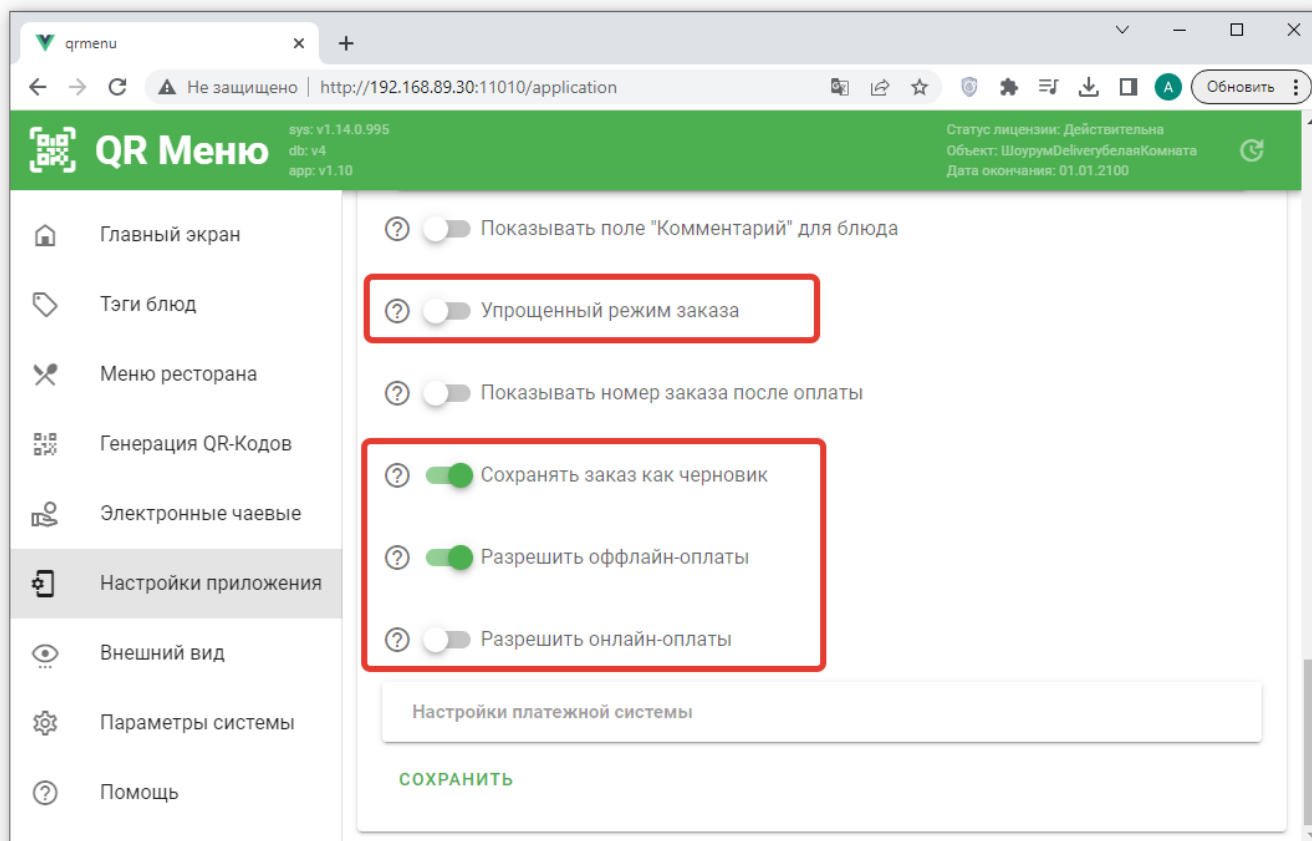 qrmenu
Не защищено
http://192.168.89.30:11010/application
А
Обновить
QR Меню
sys: v1.14.0.995
db: v4
app: v1.10
Статус лицензии: Действительна
Объект: ШоурумDeliveryбелаяКомната
Дата окончания: 01.01.2100
Главный экран
Тэги блюд
Меню ресторана
Генерация QR-Кодов
Электронные чаевые
Настройки приложения
Внешний вид
Параметры системы
Помощь
Показывать поле "Комментарий" для блюда
Упрощенный режим заказа
Показывать номер заказа после оплаты
Сохранять заказ как черновик
Разрешить оффлайн-оплаты
Разрешить онлайн-оплаты
Настройки платежной системы
СОХРАНИТЬ